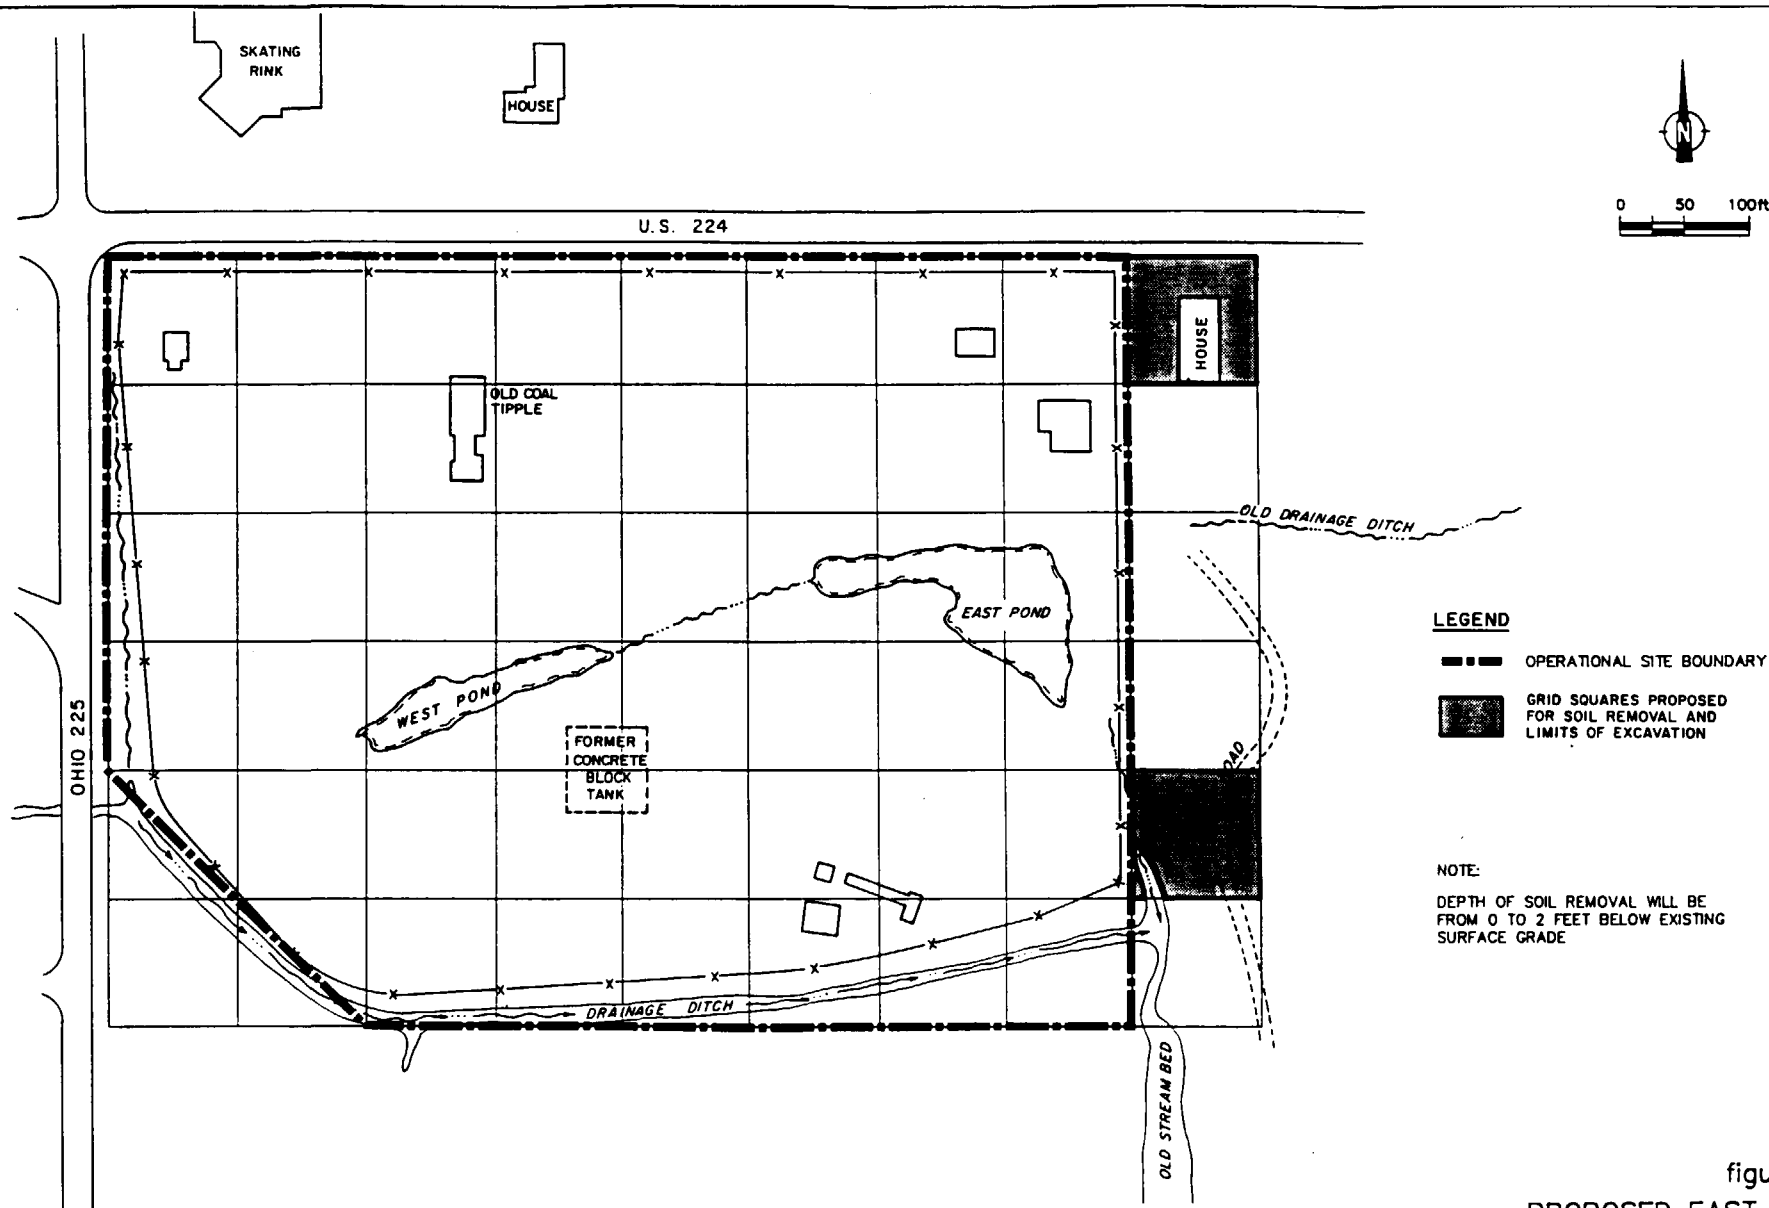 SKATING
RINK
HOUSE
N
0 50 100ft
U.S. 224
HOUSE
OLD COAL
TIPPLE
OLD DRAINAGE DITCH
EAST POND
WEST POND
LEGEND
OPERATIONAL SITE BOUNDARY
GRID SQUARES PROPOSED
FOR SOIL REMOVAL AND
LIMITS OF EXCAVATION
OHIO 225
FORMER
CONCRETE
BLOCK
TANK
NOTE:
DEPTH OF SOIL REMOVAL WILL BE
FROM 0 TO 2 FEET BELOW EXISTING
SURFACE GRADE
DRAINAGE DITCH
OLD STREAM BED
PROPOSED EAST